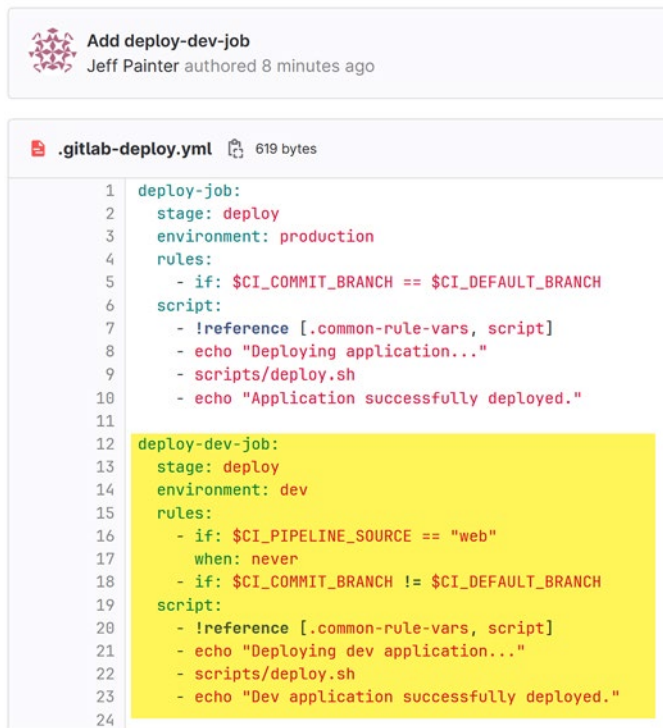 Add deploy-dev-job
Jeff Painter authored 8 minutes ago
.gitlab-deploy.yml 619 bytes
1 deploy-job:
2   stage: deploy
3   environment: production
4   rules:
5     - if: $CI_COMMIT_BRANCH == $CI_DEFAULT_BRANCH
6   script:
7     - !reference [.common-rule-vars, script]
8     - echo "Deploying application..."
9     - scripts/deploy.sh
10     - echo "Application successfully deployed."
11
12 deploy-dev-job:
13   stage: deploy
14   environment: dev
15   rules:
16     - if: $CI_PIPELINE_SOURCE == "web"
17       when: never
18     - if: $CI_COMMIT_BRANCH != $CI_DEFAULT_BRANCH
19   script:
20     - !reference [.common-rule-vars, script]
21     - echo "Deploying dev application..."
22     - scripts/deploy.sh
23     - echo "Dev application successfully deployed."
24